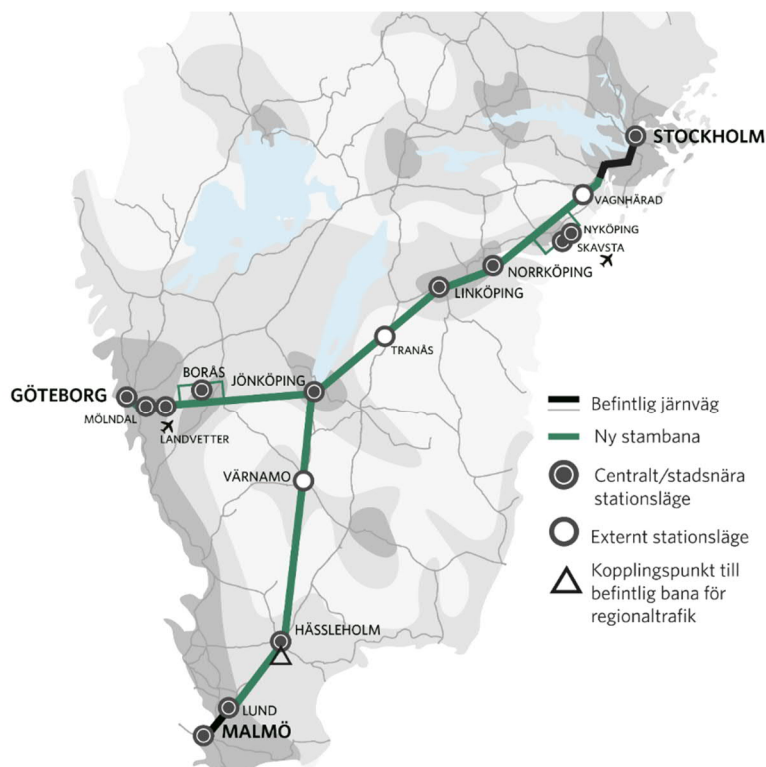 STOCKHOLM
VAGNHÄRAD
NYKÖPING
SKAVSTA
NORRKÖPING
LINKÖPING
TRANÅS
BORÅS
JÖNKÖPING
GÖTEBORG
MÖLNDAL
LANDVETTER
VÄRNAMO
HÄSSLEHOLM
LUND
MALMÖ
Befintlig järnväg
Ny stambana
Centralt/stadsnära
stationsläge
Externt stationsläge
Kopplingspunkt till
befintlig bana för
regionaltrafik